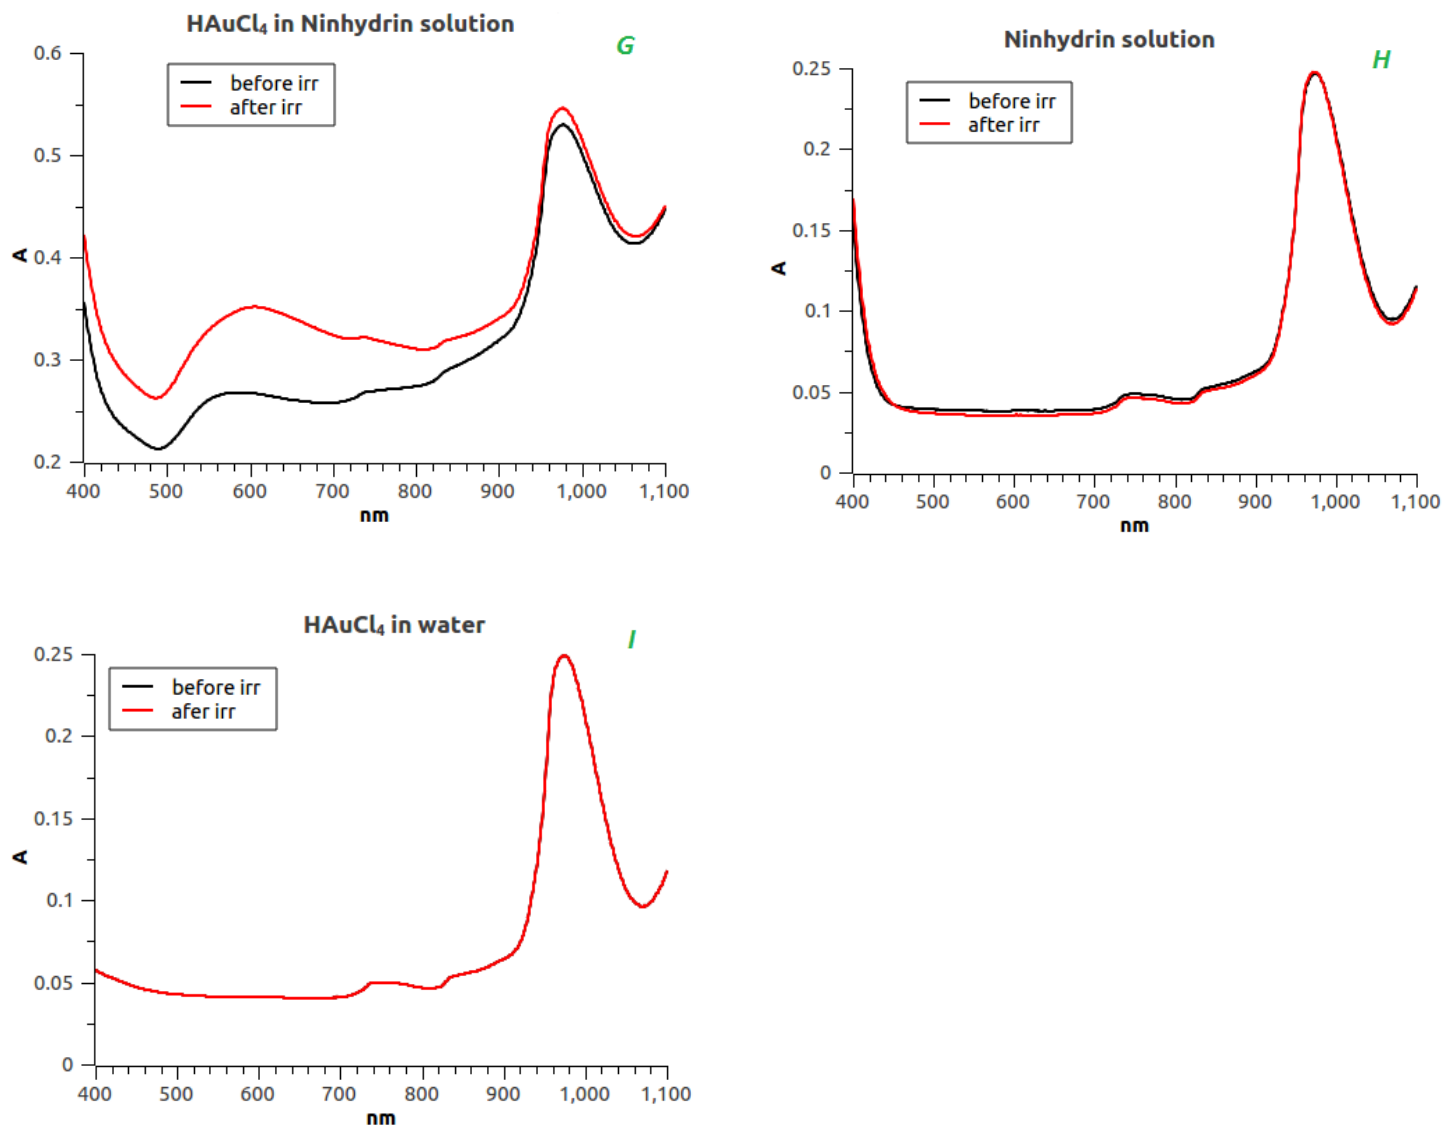 HAuCl₄ in Ninhydrin solution
G
before irr
after irr
0.6
0.5
0.4
0.3
0.2
A
400 500 600 700 800 900 1,000 1,100
nm
Ninhydrin solution
H
before irr
after irr
0.25
0.2
0.15
0.1
0.05
0
A
400 500 600 700 800 900 1,000 1,100
nm
HAuCl₄ in water
I
before irr
afer irr
0.25
0.2
0.15
0.1
0.05
0
A
400 500 600 700 800 900 1,000 1,100
nm